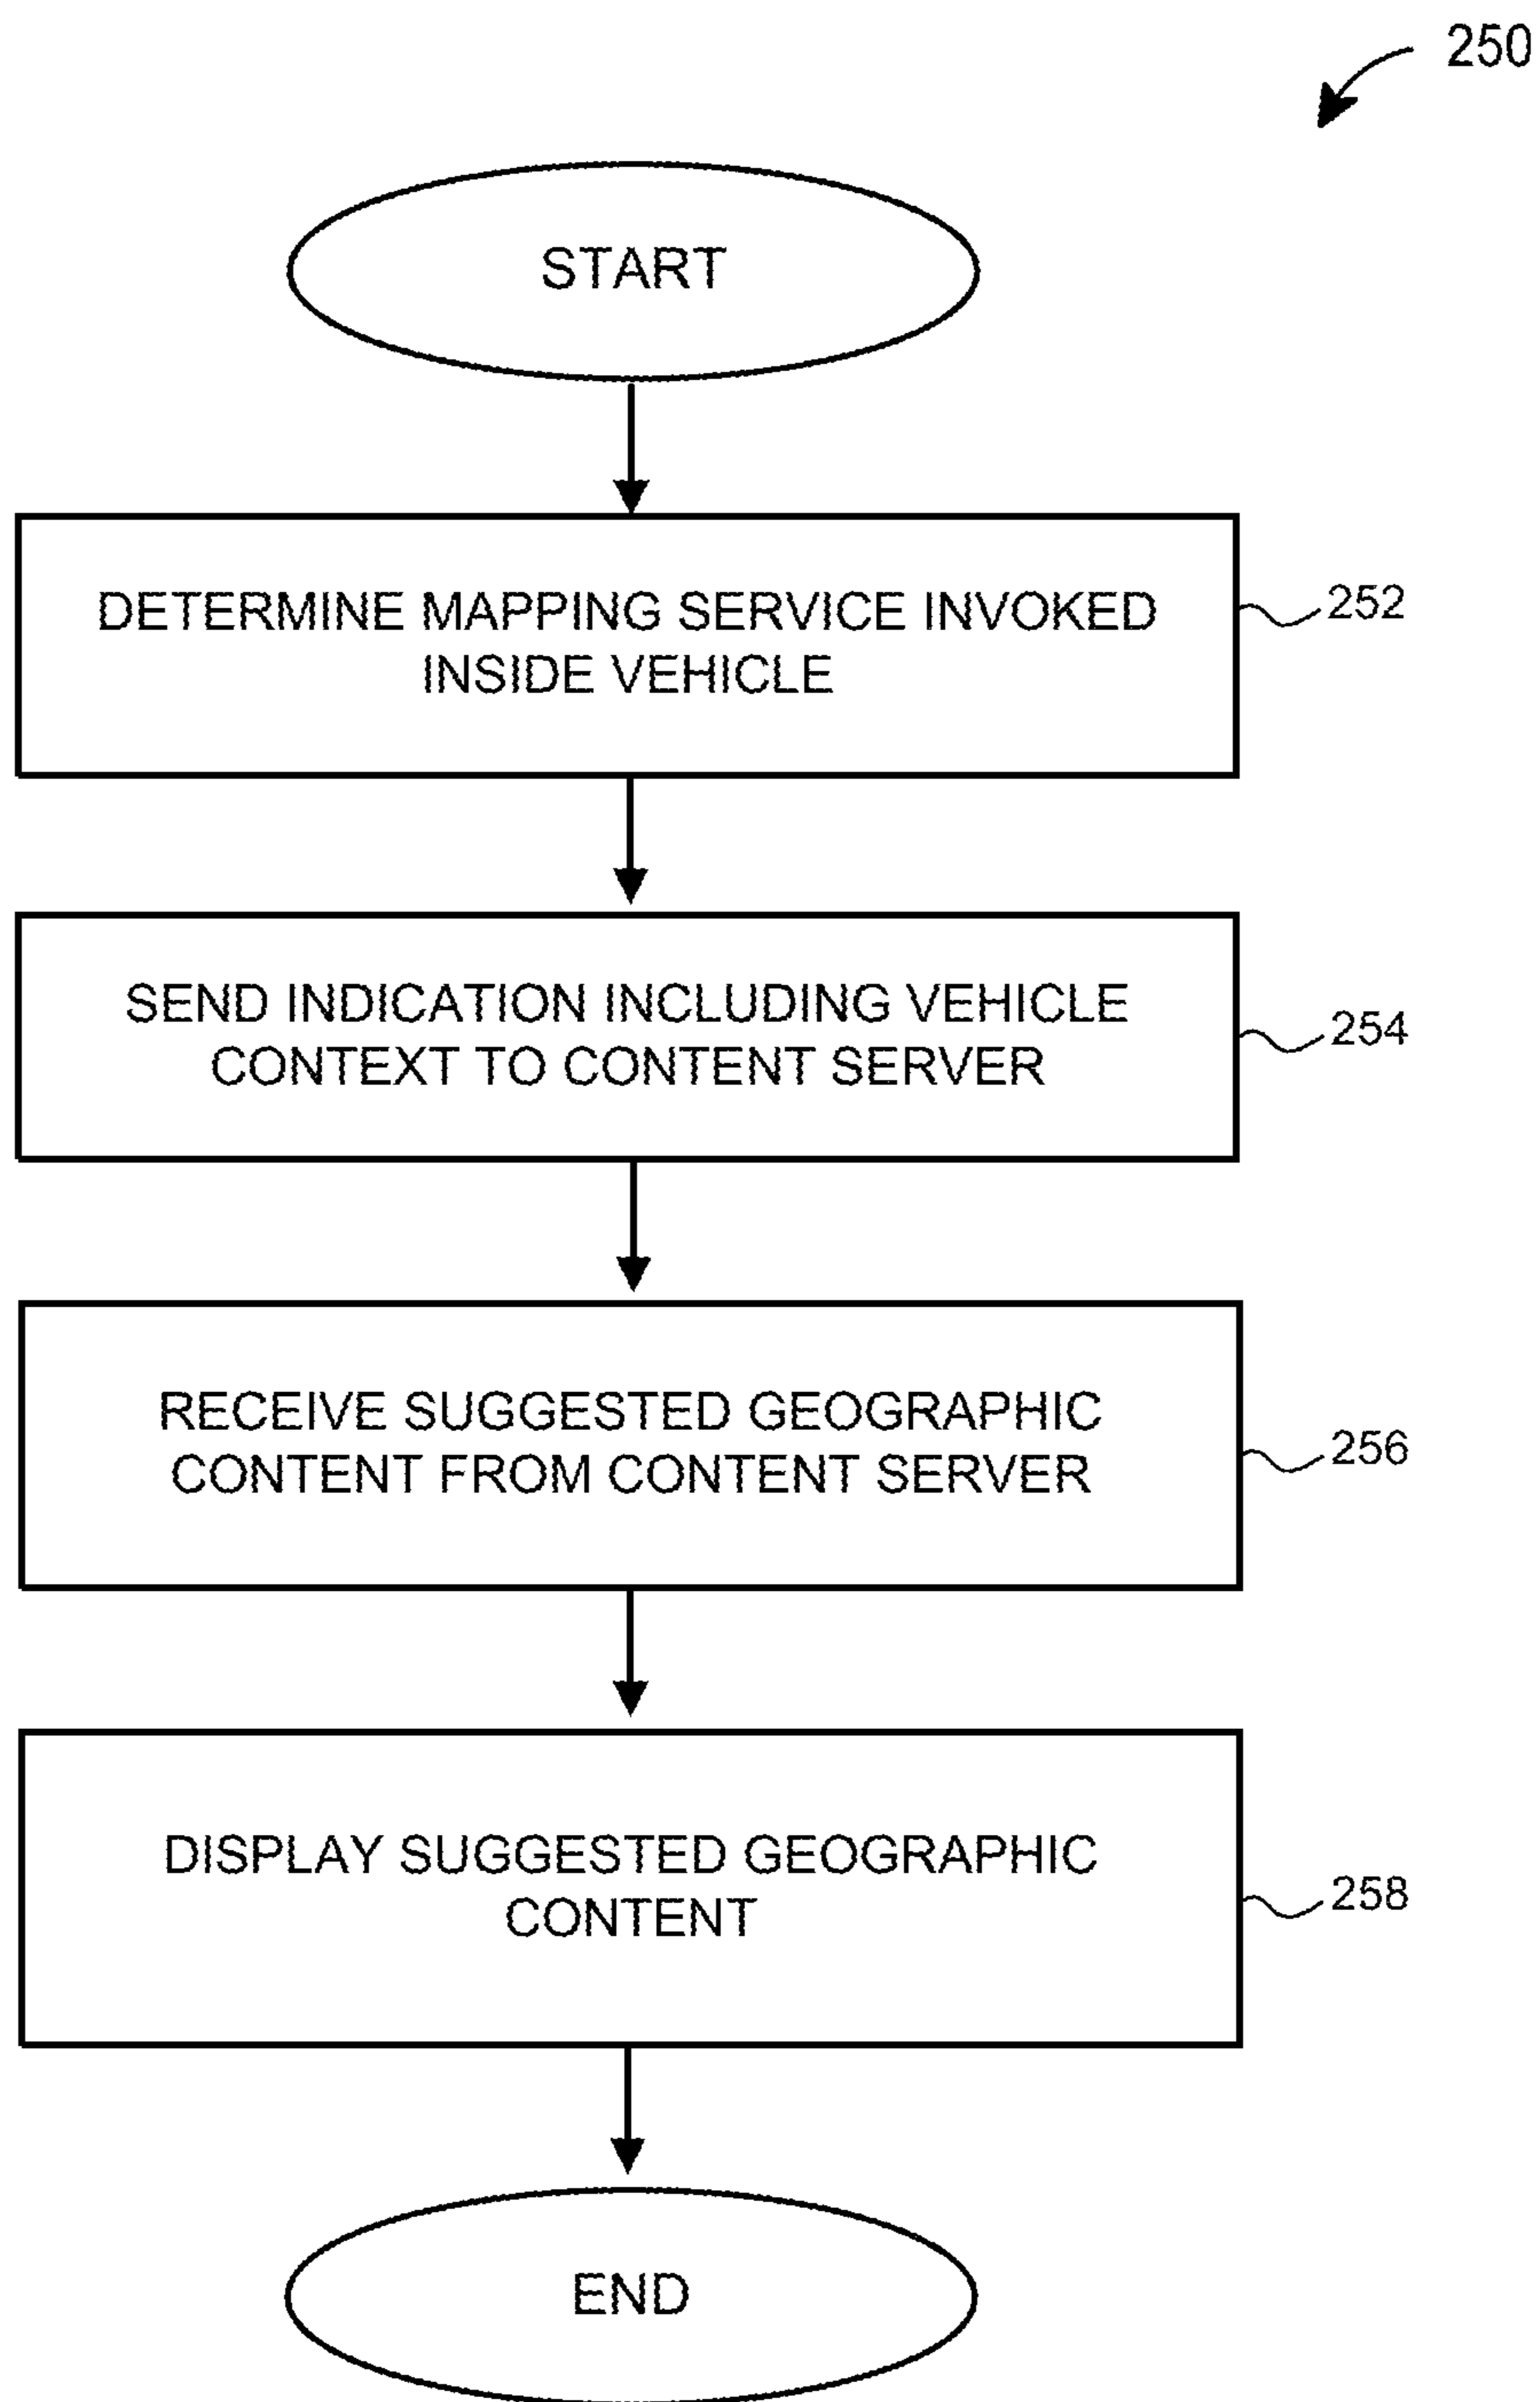 250
START
DETERMINE MAPPING SERVICE INVOKED
INSIDE VEHICLE
252
SEND INDICATION INCLUDING VEHICLE
CONTEXT TO CONTENT SERVER
254
RECEIVE SUGGESTED GEOGRAPHIC
CONTENT FROM CONTENT SERVER
256
DISPLAY SUGGESTED GEOGRAPHIC
CONTENT
258
END